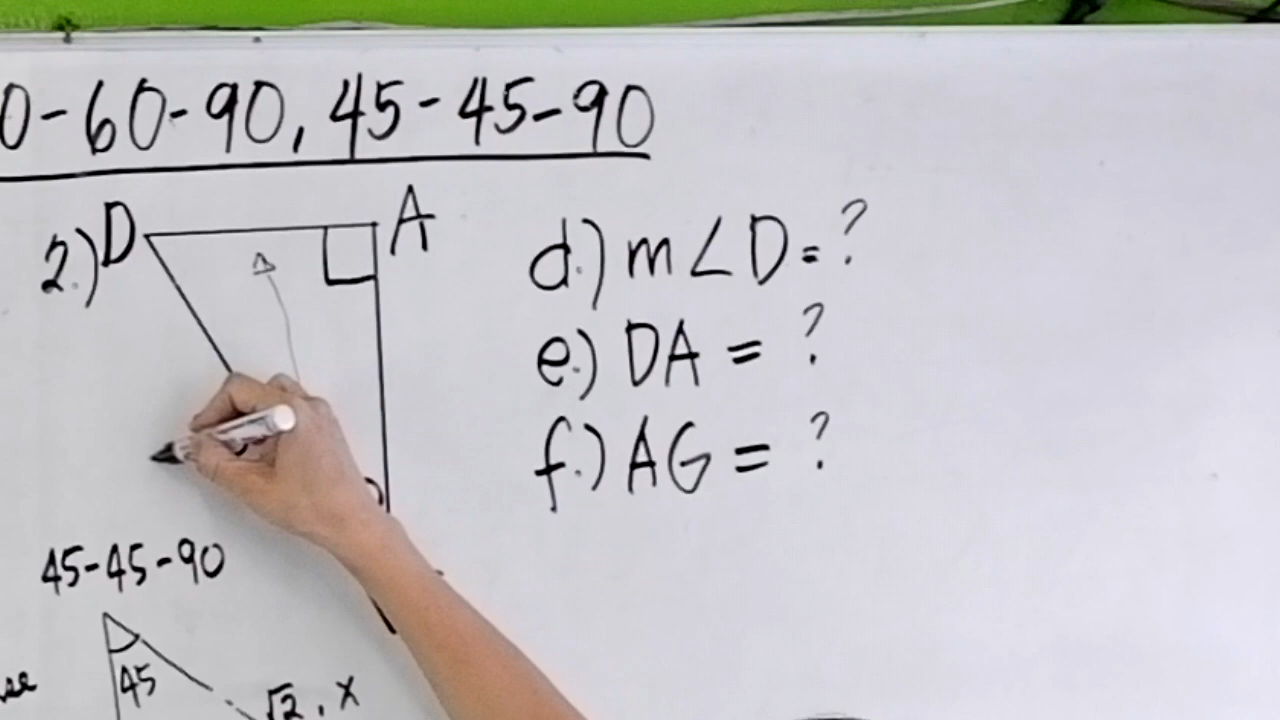 0-60-90, 45-45-90
2.) D A
d.) m∠D = ?
e.) DA = ?
f.) AG = ?
45-45-90
45
√2 . x